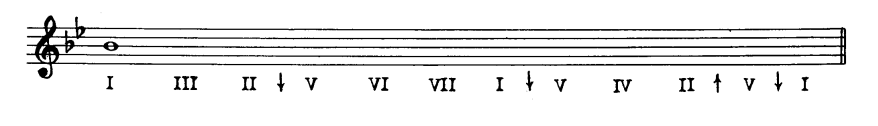 I III II ↓ V VI VII I ↓ V IV II ↑ V ↓ I